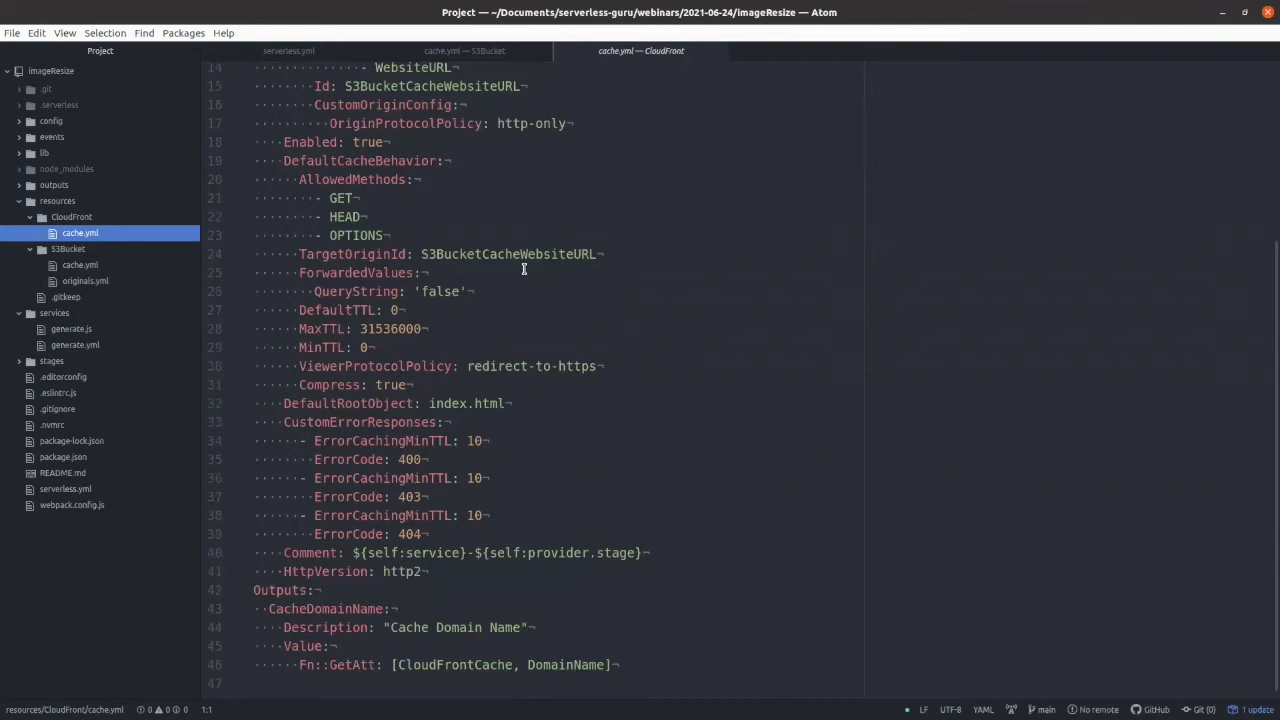 Project — ~/Documents/serverless-guru/webinars/2021-06-24/imageResize — Atom
File Edit View Selection Find Packages Help
Project
serverless.yml
cache.yml — S3Bucket
cache.yml — CloudFront
imageResize
.git
.serverless
config
events
lib
node_modules
outputs
resources
CloudFront
cache.yml
S3Bucket
cache.yml
originals.yml
.gitkeep
services
generate.js
generate.yml
stages
.editorconfig
.eslintrc.js
.gitignore
.nvmrc
package-lock.json
package.json
README.md
serverless.yml
webpack.config.js
14 ··············- WebsiteURL¬
15 ········Id: S3BucketCacheWebsiteURL¬
16 ········CustomOriginConfig:¬
17 ··········OriginProtocolPolicy: http-only¬
18 ····Enabled: true¬
19 ····DefaultCacheBehavior:¬
20 ······AllowedMethods:¬
21 ········- GET¬
22 ········- HEAD¬
23 ········- OPTIONS¬
24 ······TargetOriginId: S3BucketCacheWebsiteURL¬
25 ······ForwardedValues:¬
26 ········QueryString: 'false'¬
27 ······DefaultTTL: 0¬
28 ······MaxTTL: 31536000¬
29 ······MinTTL: 0¬
30 ······ViewerProtocolPolicy: redirect-to-https¬
31 ······Compress: true¬
32 ····DefaultRootObject: index.html¬
33 ····CustomErrorResponses:¬
34 ······- ErrorCachingMinTTL: 10¬
35 ········ErrorCode: 400¬
36 ······- ErrorCachingMinTTL: 10¬
37 ········ErrorCode: 403¬
38 ······- ErrorCachingMinTTL: 10¬
39 ········ErrorCode: 404¬
40 ····Comment: ${self:service}-${self:provider.stage}¬
41 ····HttpVersion: http2¬
42 Outputs:¬
43 ··CacheDomainName:¬
44 ····Description: "Cache Domain Name"¬
45 ····Value:¬
46 ······Fn::GetAtt: [CloudFrontCache, DomainName]¬
47
resources/CloudFront/cache.yml 0 0 0 1:1 LF UTF-8 YAML main No remote GitHub Git (0) 1 update